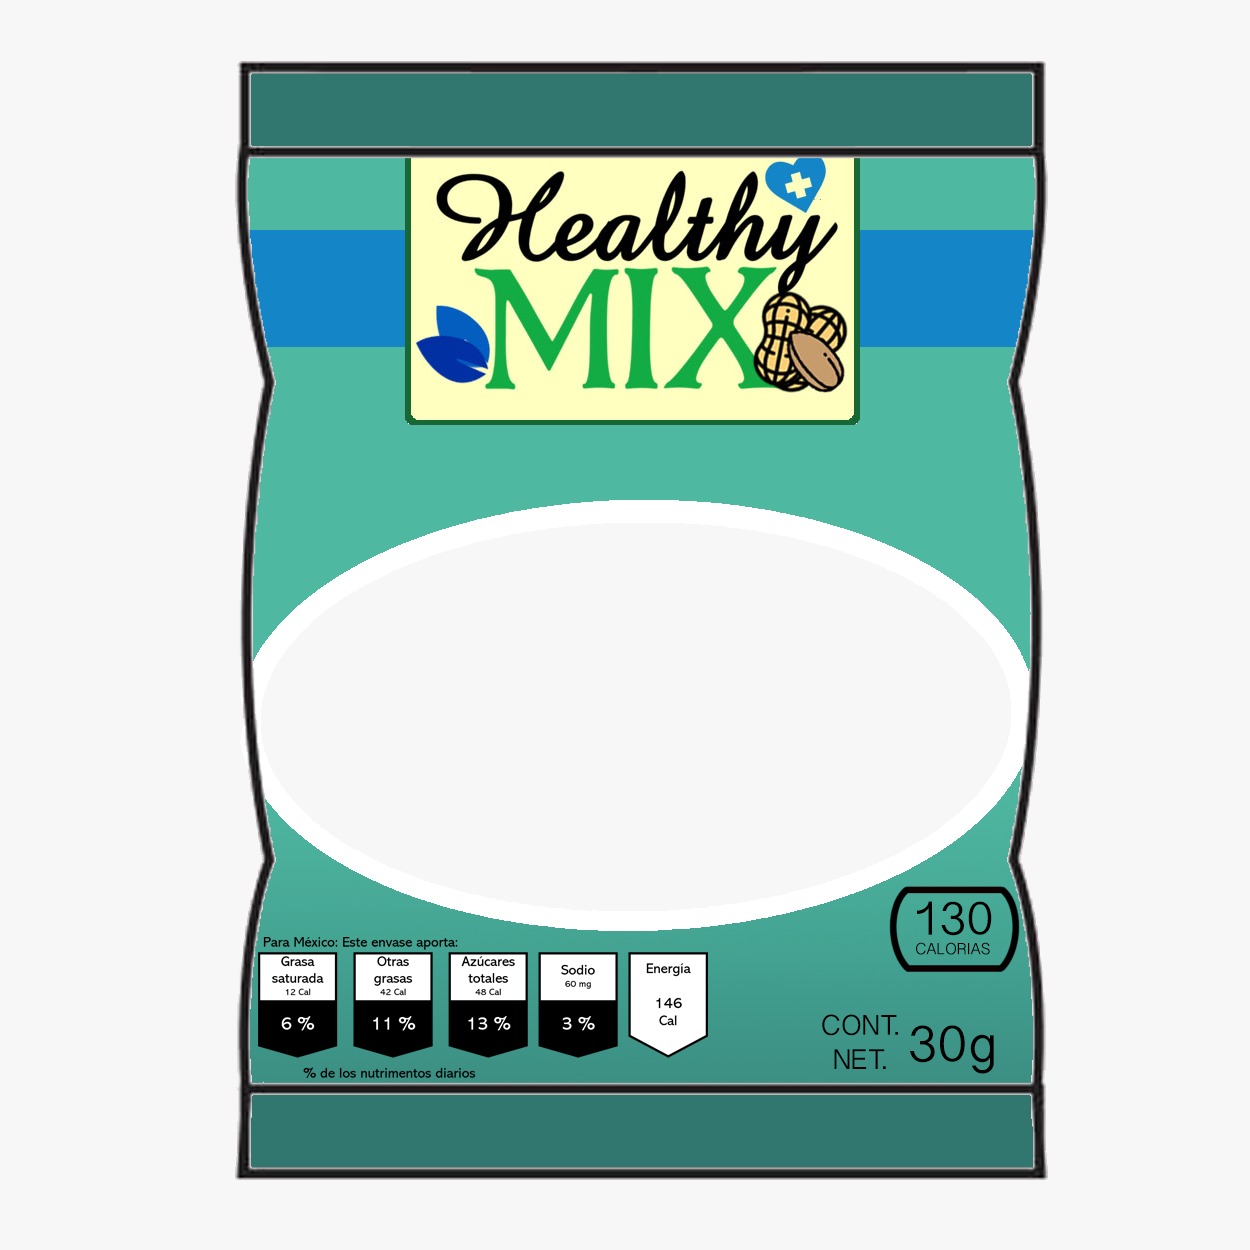 Healthy
MIX
130
CALORIAS
Para México: Este envase aporta:
Grasa
saturada
12 Cal
6 %
Otras
grasas
42 Cal
11 %
Azúcares
totales
48 Cal
13 %
Sodio
60 mg
3 %
Energía
146
Cal
% de los nutrimentos diarios
CONT.
NET.
30g